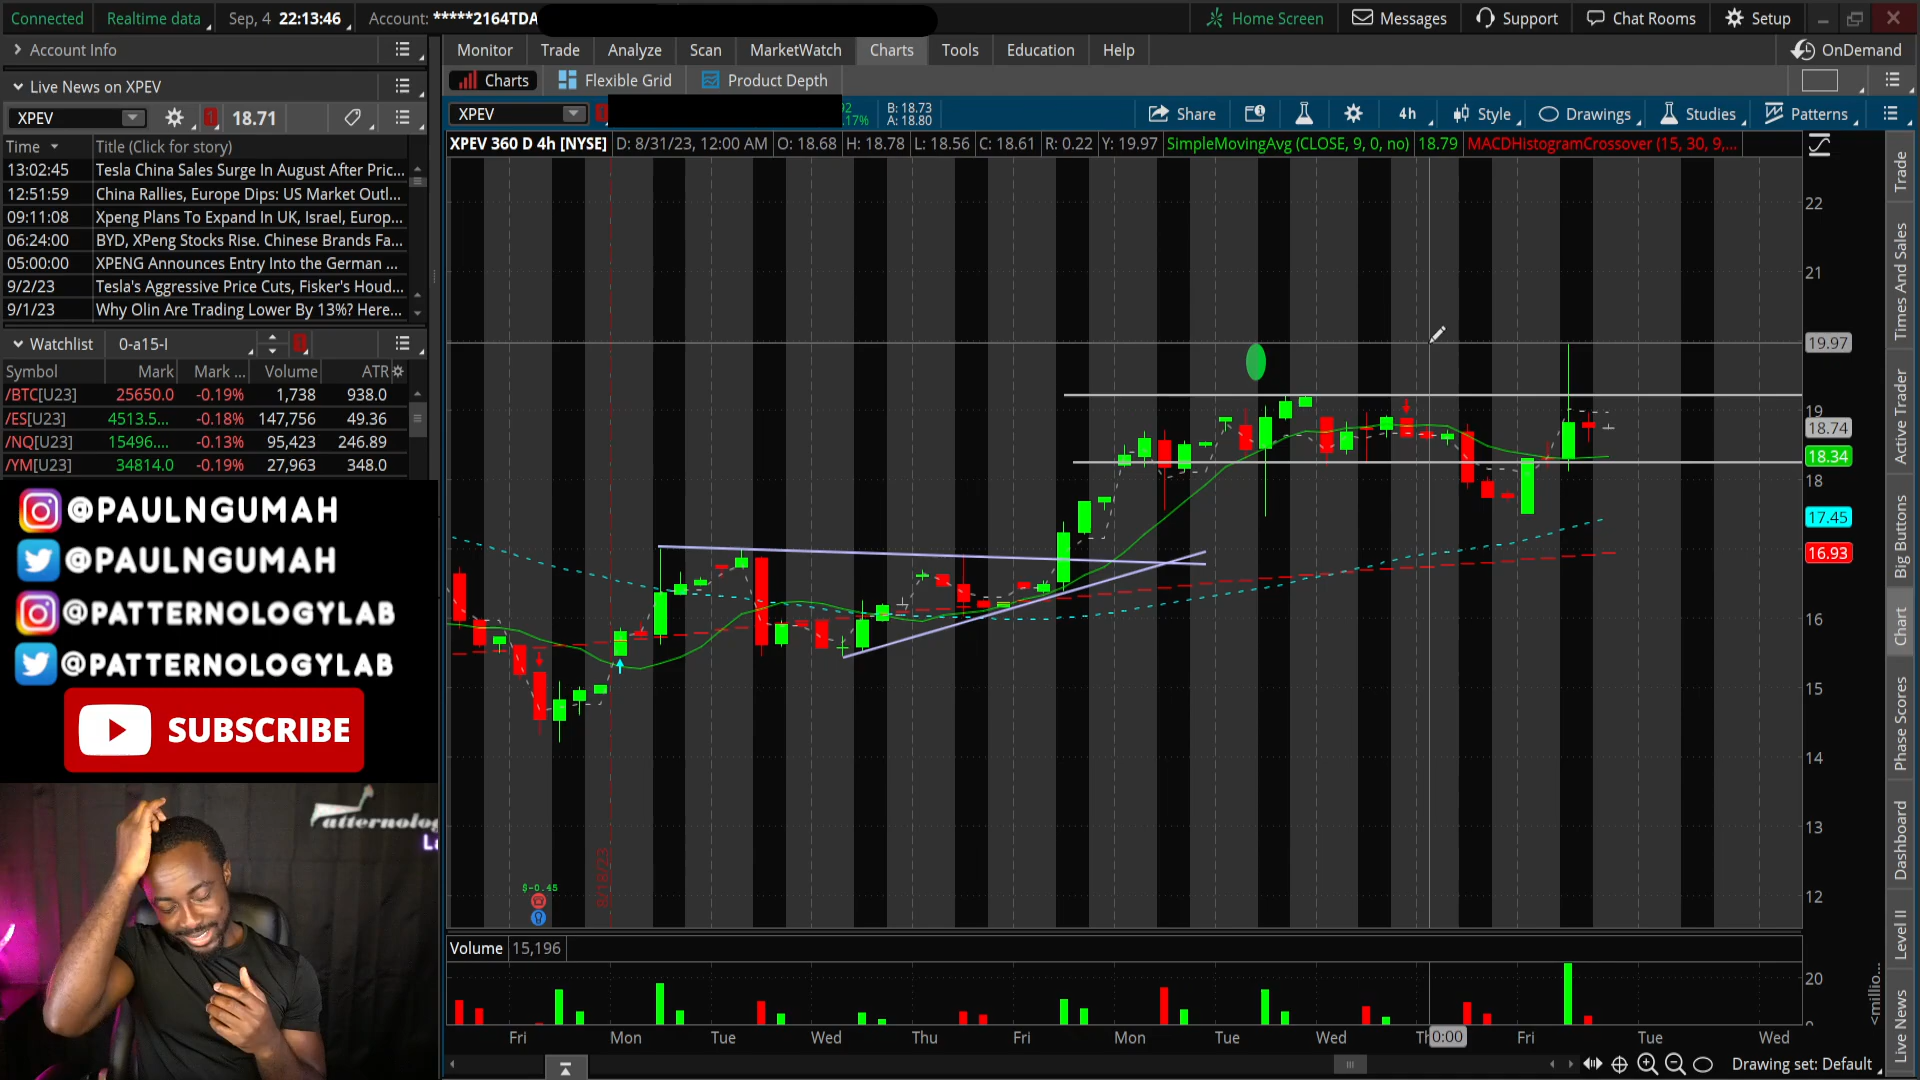 Connected
Realtime data
Sep, 4 22:13:46
Account: *****2164TDA
Home Screen
Messages
Support
Chat Rooms
Setup
Account Info
Monitor
Trade
Analyze
Scan
MarketWatch
Charts
Tools
Education
Help
OnDemand
Live News on XPEV
Charts
Flexible Grid
Product Depth
XPEV
1
18.71
XPEV
B: 18.73
A: 18.80
Share
4h
Style
Drawings
Studies
Patterns
Time
Title (Click for story)
XPEV 360 D 4h [NYSE]
D: 8/31/23, 12:00 AM
O: 18.68
H: 18.78
L: 18.56
C: 18.61
R: 0.22
Y: 19.97
SimpleMovingAvg (CLOSE, 9, 0, no)
18.79
MACDHistogramCrossover (15, 30, 9,...
13:02:45 Tesla China Sales Surge In August After Pric...
12:51:59 China Rallies, Europe Dips: US Market Outl...
09:11:08 Xpeng Plans To Expand In UK, Israel, Europ...
06:24:00 BYD, XPeng Stocks Rise. Chinese Brands Fa...
05:00:00 XPENG Announces Entry Into the German ...
9/2/23 Tesla's Aggressive Price Cuts, Fisker's Houd...
9/1/23 Why Olin Are Trading Lower By 13%? Here...
Watchlist
0-a15-I
Symbol Mark Mark ... Volume ATR
/BTC[U23] 25650.0 -0.19% 1,738 938.0
/ES[U23] 4513.5... -0.18% 147,756 49.36
/NQ[U23] 15496.... -0.13% 95,423 246.89
/YM[U23] 34814.0 -0.19% 27,963 348.0
@PAULNGUMAH
@PAULNGUMAH
@PATTERNOLOGYLAB
@PATTERNOLOGYLAB
SUBSCRIBE
22
21
19.97
19
18.74
18.34
18
17.45
16.93
16
15
14
13
12
8/18/23
$-0.45
Volume
15,196
20
<millio...
Fri
Mon
Tue
Wed
Thu
Fri
Mon
Tue
Wed
0:00
Fri
Tue
Wed
Drawing set: Default
Trade
Times And Sales
Active Trader
Big Buttons
Chart
Phase Scores
Dashboard
Level II
Live News